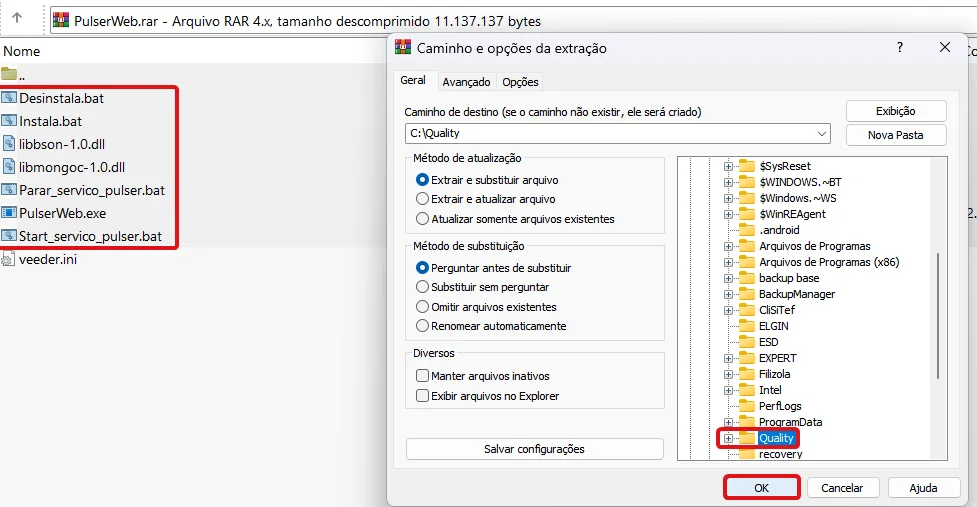 PulserWeb.rar - Arquivo RAR 4.x, tamanho descomprimido 11.137.137 bytes
Nome
..
Desinstala.bat
Instala.bat
libbson-1.0.dll
libmongoc-1.0.dll
Parar_servico_pulser.bat
PulserWeb.exe
Start_servico_pulser.bat
veeder.ini
Caminho e opções da extração
?
Geral
Avançado
Opções
Caminho de destino (se o caminho não existir, ele será criado)
C:\Quality
Exibição
Nova Pasta
Método de atualização
Extrair e substituir arquivo
Extrair e atualizar arquivo
Atualizar somente arquivos existentes
Método de substituição
Perguntar antes de substituir
Substituir sem perguntar
Omitir arquivos existentes
Renomear automaticamente
Diversos
Manter arquivos inativos
Exibir arquivos no Explorer
Salvar configurações
$SysReset
$WINDOWS.~BT
$Windows.~WS
$WinREAgent
.android
Arquivos de Programas
Arquivos de Programas (x86)
backup base
BackupManager
CliSiTef
ELGIN
ESD
EXPERT
Filizola
Intel
PerfLogs
ProgramData
Quality
recovery
OK
Cancelar
Ajuda